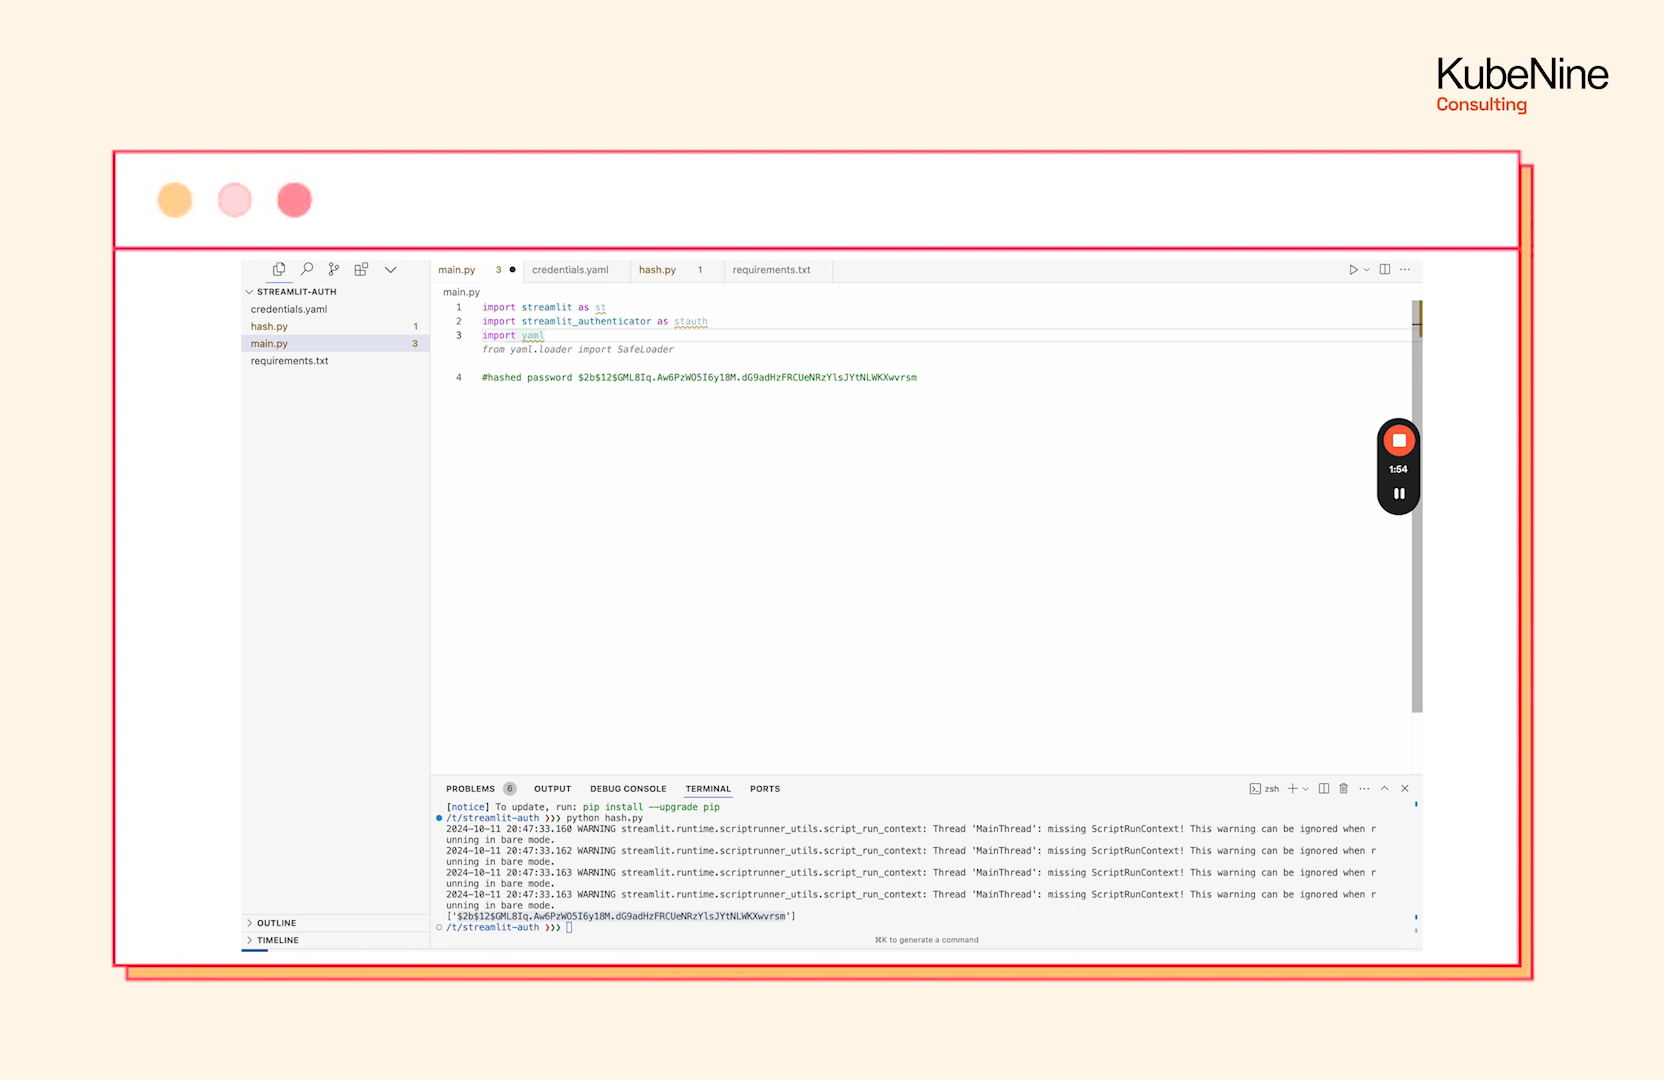 KubeNine
Consulting
main.py 3
credentials.yaml
hash.py 1
requirements.txt
STREAMLIT-AUTH
credentials.yaml
hash.py 1
main.py 3
requirements.txt
main.py
1 import streamlit as st
2 import streamlit_authenticator as stauth
3 import yaml
from yaml.loader import SafeLoader
4 #hashed password $2b$12$GML8Iq.Aw6PzWO5I6y18M.dG9adHzFRCUeNRzYlsJYtNLWKXwvrsm
1:54
PROBLEMS 6 OUTPUT DEBUG CONSOLE TERMINAL PORTS
zsh
[notice] To update, run: pip install --upgrade pip
/t/streamlit-auth ❯❯❯ python hash.py
2024-10-11 20:47:33.160 WARNING streamlit.runtime.scriptrunner_utils.script_run_context: Thread 'MainThread': missing ScriptRunContext! This warning can be ignored when r
unning in bare mode.
2024-10-11 20:47:33.162 WARNING streamlit.runtime.scriptrunner_utils.script_run_context: Thread 'MainThread': missing ScriptRunContext! This warning can be ignored when r
unning in bare mode.
2024-10-11 20:47:33.163 WARNING streamlit.runtime.scriptrunner_utils.script_run_context: Thread 'MainThread': missing ScriptRunContext! This warning can be ignored when r
unning in bare mode.
2024-10-11 20:47:33.163 WARNING streamlit.runtime.scriptrunner_utils.script_run_context: Thread 'MainThread': missing ScriptRunContext! This warning can be ignored when r
unning in bare mode.
['$2b$12$GML8Iq.Aw6PzWO5I6y18M.dG9adHzFRCUeNRzYlsJYtNLWKXwvrsm']
/t/streamlit-auth ❯❯❯
⌘K to generate a command
OUTLINE
TIMELINE